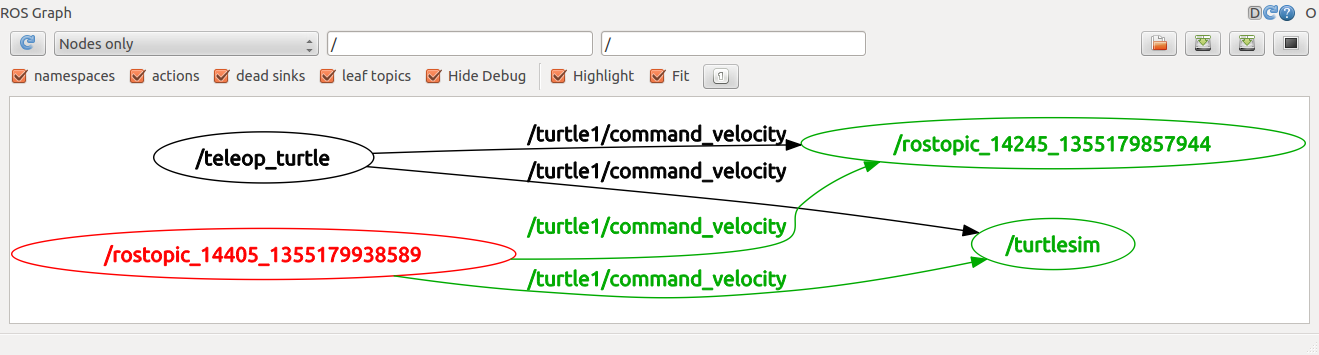 ROS Graph D O
Nodes only / /
namespaces actions dead sinks leaf topics Hide Debug Highlight Fit
/turtle1/command_velocity
/rostopic_14245_1355179857944
/teleop_turtle
/turtle1/command_velocity
/turtle1/command_velocity
/turtlesim
/rostopic_14405_1355179938589
/turtle1/command_velocity